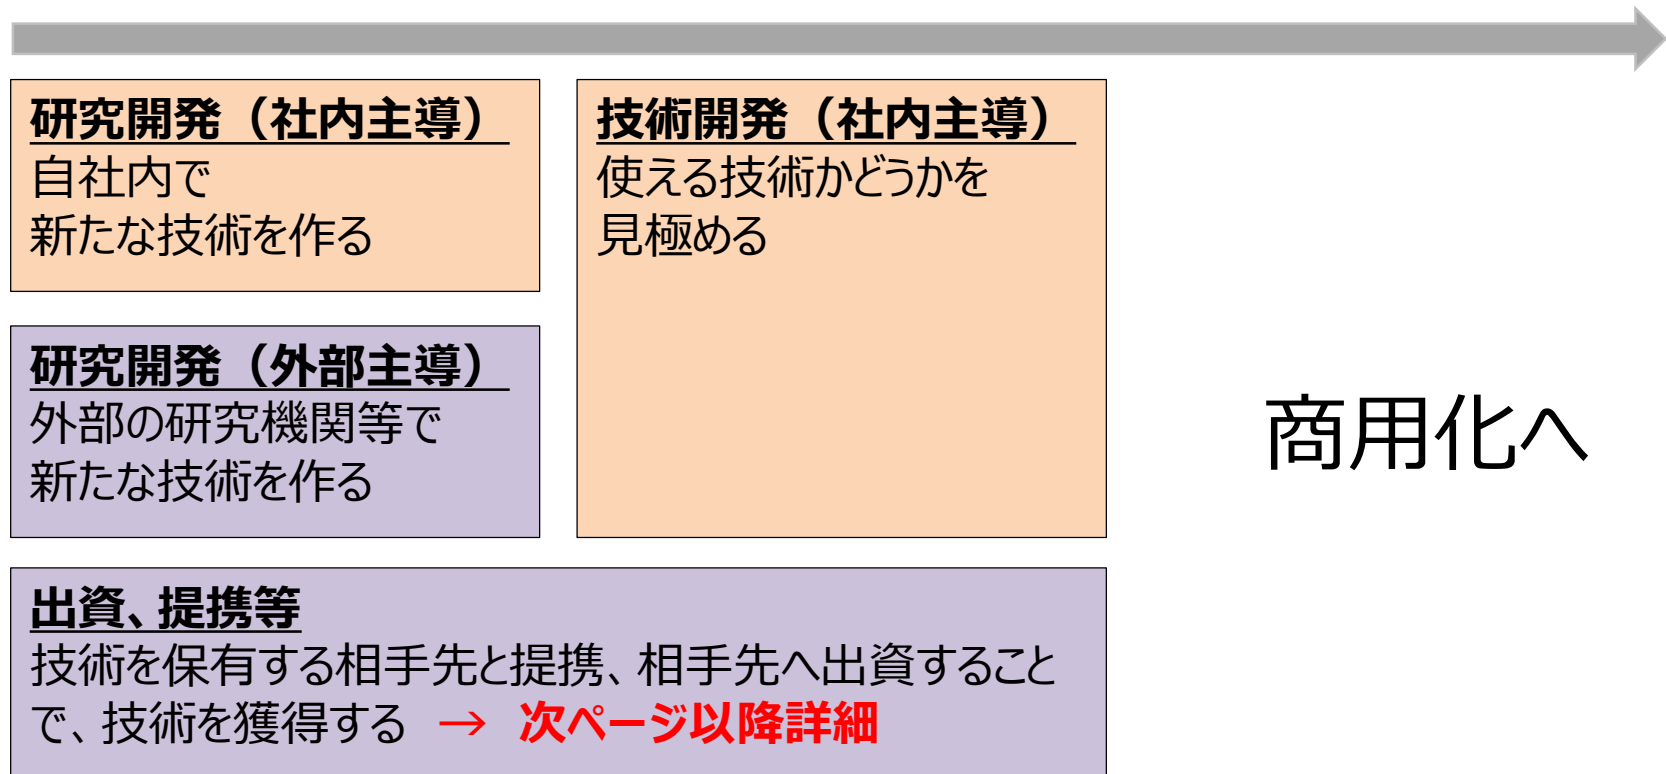 研究開発（社内主導）
自社内で
新たな技術を作る
技術開発（社内主導）
使える技術かどうかを
見極める
研究開発（外部主導）
外部の研究機関等で
新たな技術を作る
商用化へ
出資、提携等
技術を保有する相手先と提携、相手先へ出資すること
で、技術を獲得する → 次ページ以降詳細